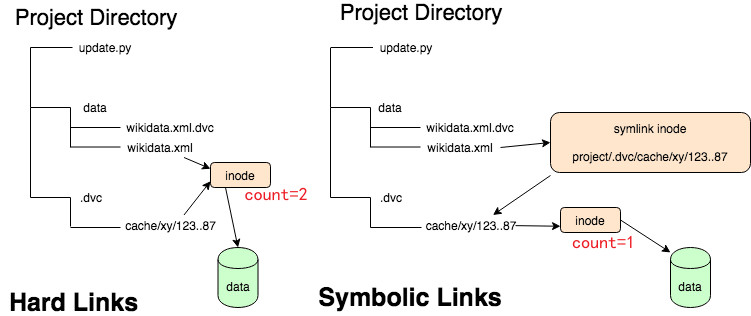 Project Directory
update.py
data
wikidata.xml.dvc
wikidata.xml
inode
count=2
.dvc
cache/xy/123..87
data
Hard Links
Project Directory
update.py
data
wikidata.xml.dvc
wikidata.xml
symlink inode
project/.dvc/cache/xy/123..87
.dvc
cache/xy/123..87
inode
count=1
data
Symbolic Links